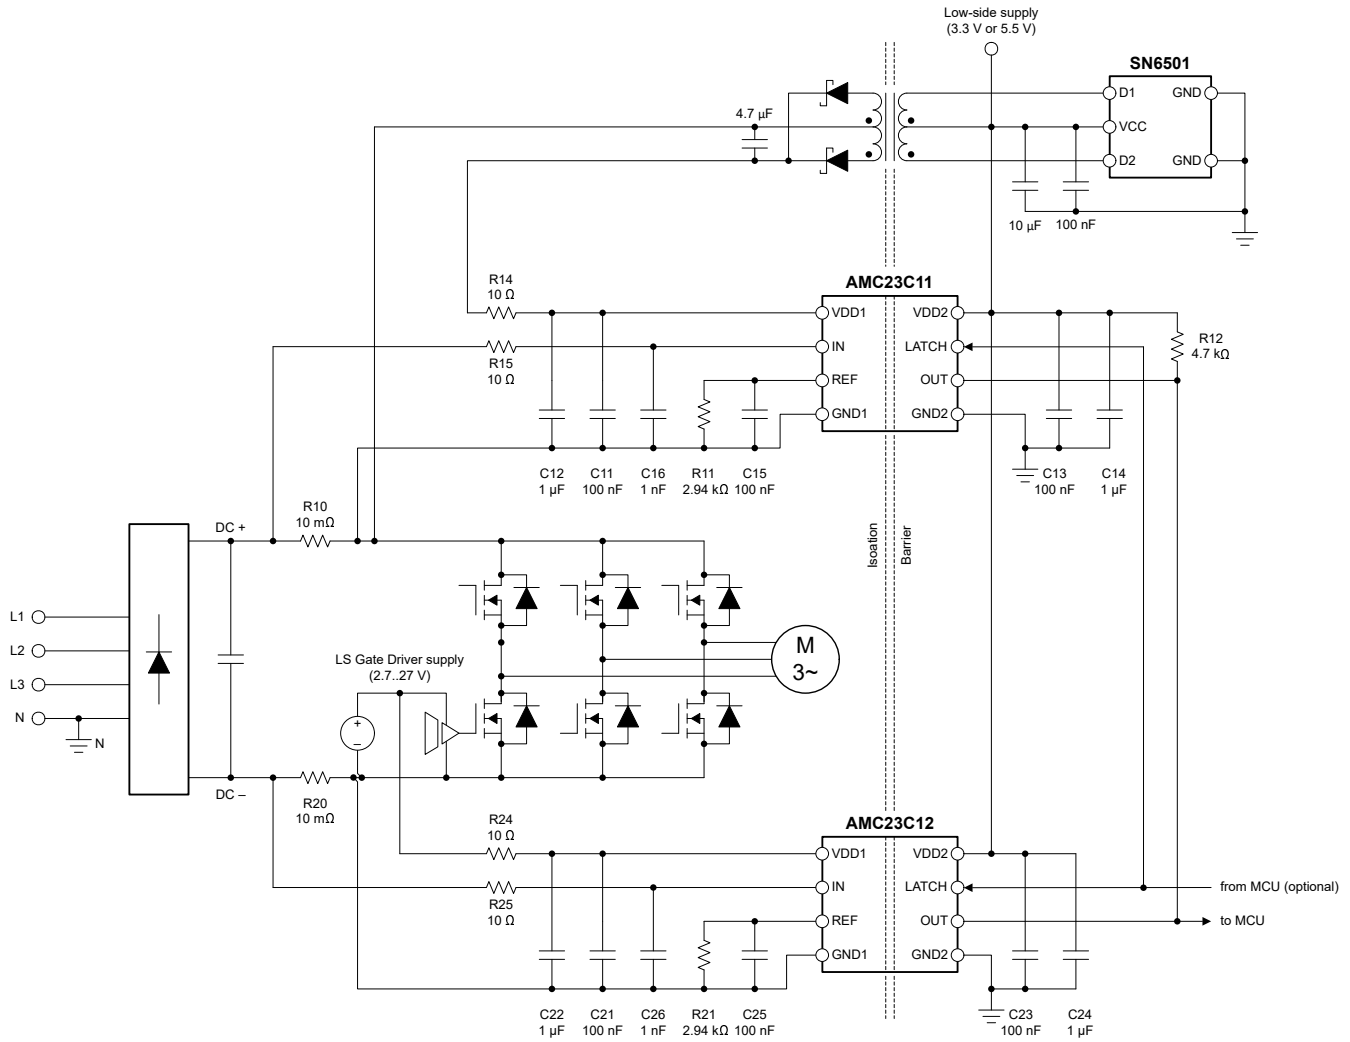 Low-side supply
(3.3 V or 5.5 V)
SN6501
D1
GND
4.7 µF
VCC
D2
GND
10 µF
100 nF
R14
10 Ω
AMC23C11
VDD1
VDD2
R15
10 Ω
IN
LATCH
R12
4.7 kΩ
REF
OUT
GND1
GND2
C12
1 µF
C11
100 nF
C16
1 nF
R11
2.94 kΩ
C15
100 nF
C13
100 nF
C14
1 µF
R10
10 mΩ
DC +
Isoation
Barrier
L1
L2
L3
N
N
M
3~
LS Gate Driver supply
(2.7..27 V)
+
–
DC –
R20
10 mΩ
R24
10 Ω
AMC23C12
VDD1
VDD2
R25
10 Ω
IN
LATCH
from MCU (optional)
REF
OUT
to MCU
GND1
GND2
C22
1 µF
C21
100 nF
C26
1 nF
R21
2.94 kΩ
C25
100 nF
C23
100 nF
C24
1 µF